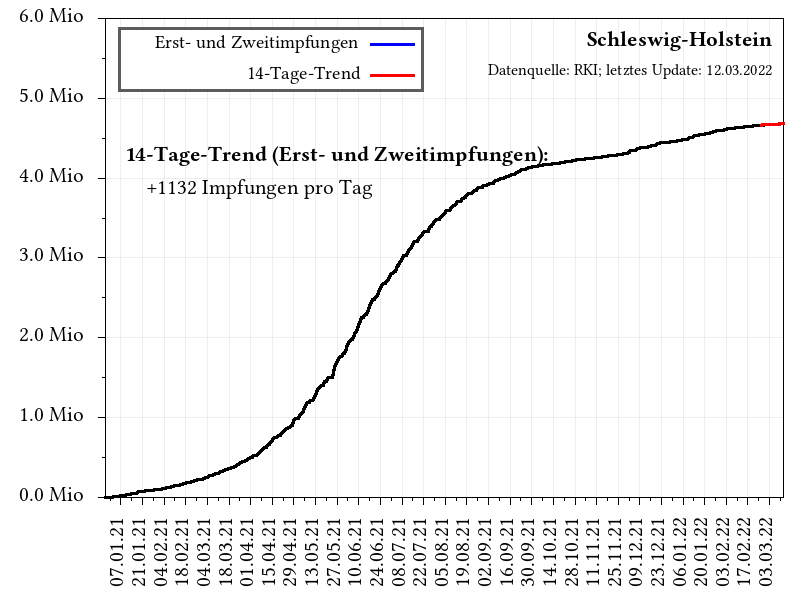 6.0 Mio
5.0 Mio
4.0 Mio
3.0 Mio
2.0 Mio
1.0 Mio
0.0 Mio
Erst- und Zweitimpfungen
14-Tage-Trend
Schleswig-Holstein
Datenquelle: RKI; letztes Update: 12.03.2022
14-Tage-Trend (Erst- und Zweitimpfungen):
+1132 Impfungen pro Tag
07.01.21
21.01.21
04.02.21
18.02.21
04.03.21
18.03.21
01.04.21
15.04.21
29.04.21
13.05.21
27.05.21
10.06.21
24.06.21
08.07.21
22.07.21
05.08.21
19.08.21
02.09.21
16.09.21
30.09.21
14.10.21
28.10.21
11.11.21
25.11.21
09.12.21
23.12.21
06.01.22
20.01.22
03.02.22
17.02.22
03.03.22